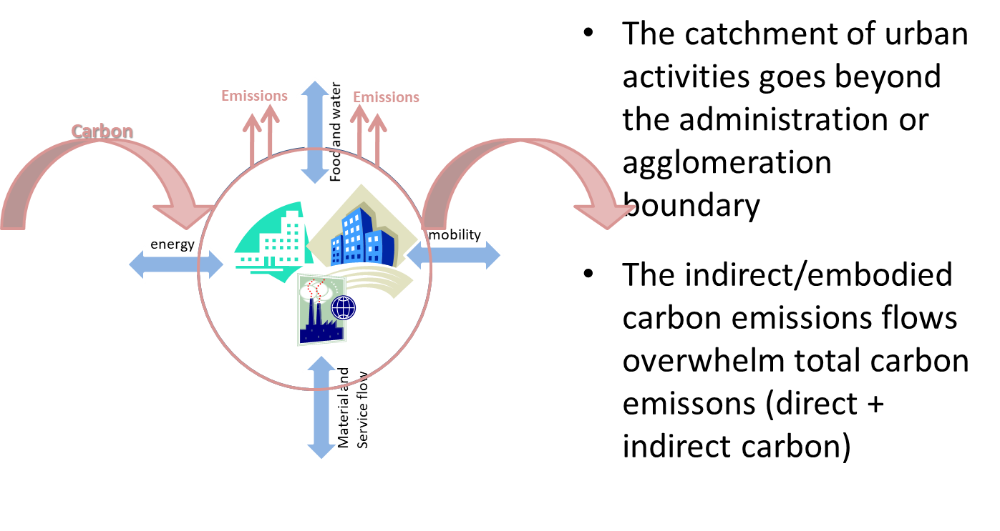 Emissions
Emissions
Food and water
Carbon
energy
mobility
Material and
Service flow
• The catchment of urban
activities goes beyond
the administration or
agglomeration
boundary
• The indirect/embodied
carbon emissions flows
overwhelm total carbon
emissons (direct +
indirect carbon)